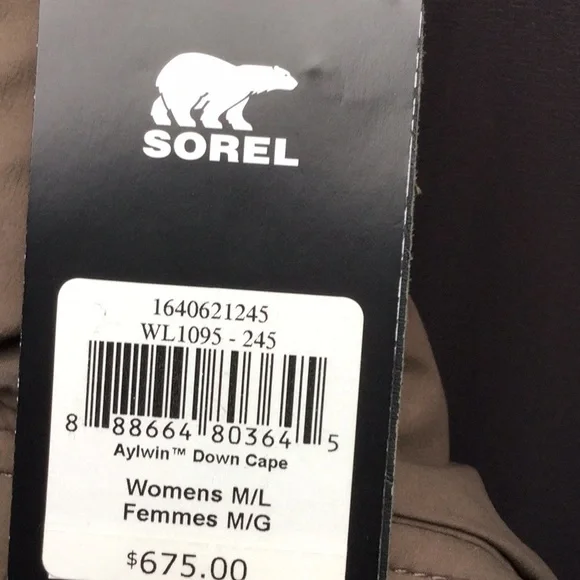 SOREL
1640621245
WL1095 - 245
8 88664 80364 5
Aylwin™ Down Cape
Womens M/L
Femmes M/G
$675.00